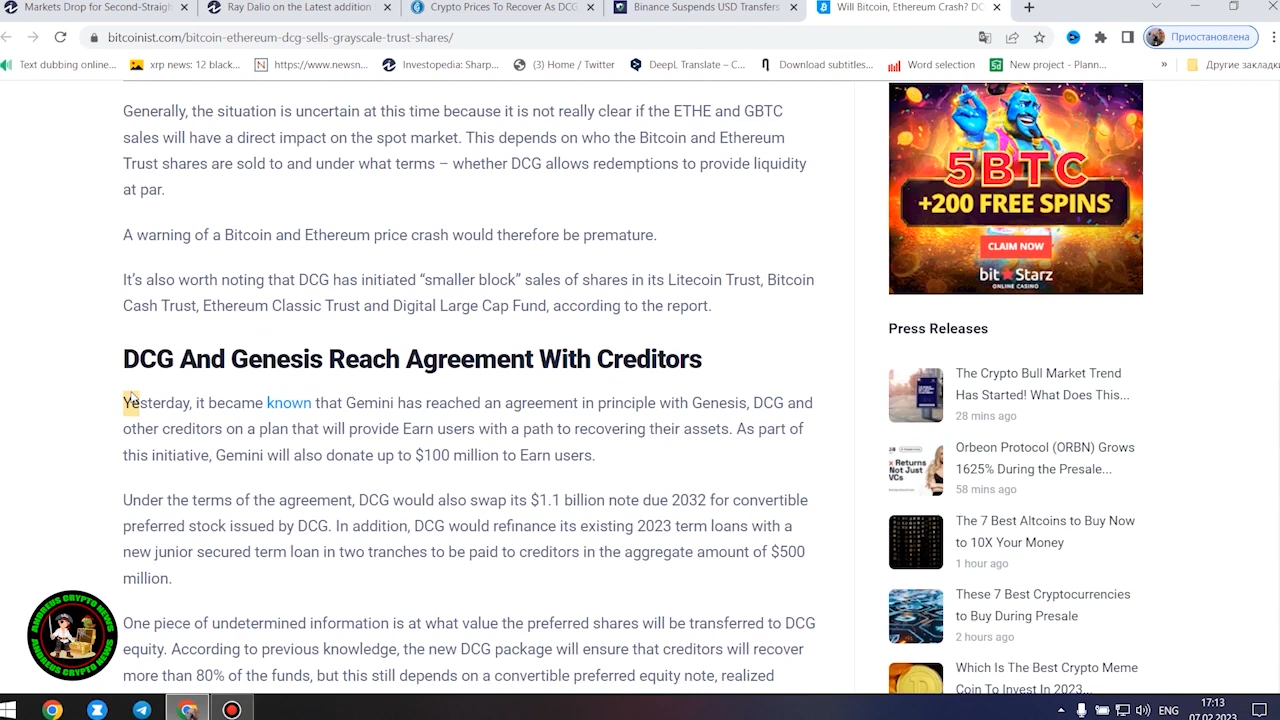 Markets Drop for Second-Straigh
Ray Dalio on the Latest addition
Crypto Prices To Recover As DCG
Binance Suspends USD Transfers
Will Bitcoin, Ethereum Crash? DC
bitcoinist.com/bitcoin-ethereum-dcg-sells-grayscale-trust-shares/
Приостановлена
Text dubbing online...
xrp news: 12 black...
https://www.newsn...
Investopedia: Sharp...
(3) Home / Twitter
DeepL Translate – C...
Download subtitles...
Word selection
New project - Plann...
»
Другие закладки
Generally, the situation is uncertain at this time because it is not really clear if the ETHE and GBTC
sales will have a direct impact on the spot market. This depends on who the Bitcoin and Ethereum
Trust shares are sold to and under what terms – whether DCG allows redemptions to provide liquidity
at par.
A warning of a Bitcoin and Ethereum price crash would therefore be premature.
It's also worth noting that DCG has initiated “smaller block” sales of shares in its Litecoin Trust, Bitcoin
Cash Trust, Ethereum Classic Trust and Digital Large Cap Fund, according to the report.
DCG And Genesis Reach Agreement With Creditors
Yesterday, it became known that Gemini has reached an agreement in principle with Genesis, DCG and
other creditors on a plan that will provide Earn users with a path to recovering their assets. As part of
this initiative, Gemini will also donate up to $100 million to Earn users.
Under the terms of the agreement, DCG would also swap its $1.1 billion note due 2032 for convertible
preferred stock issued by DCG. In addition, DCG would refinance its existing 2023 term loans with a
new junior secured term loan in two tranches to be paid to creditors in the aggregate amount of $500
million.
One piece of undetermined information is at what value the preferred shares will be transferred to DCG
equity. According to previous knowledge, the new DCG package will ensure that creditors will recover
more than 80% of the funds, but this still depends on a convertible preferred equity note, realized
5BTC
+200 FREE SPINS
CLAIM NOW
bit★Starz
ONLINE CASINO
Press Releases
The Crypto Bull Market Trend
Has Started! What Does This...
28 mins ago
x Returns
Not Just
VCs
Orbeon Protocol (ORBN) Grows
1625% During the Presale...
58 mins ago
The 7 Best Altcoins to Buy Now
to 10X Your Money
1 hour ago
These 7 Best Cryptocurrencies
to Buy During Presale
2 hours ago
Which Is The Best Crypto Meme
Coin To Invest In 2023...
ANDREUS CRYPTO NEWS
ANDREUS CRYPTO NEWS
ENG
17:13
07.02.2023